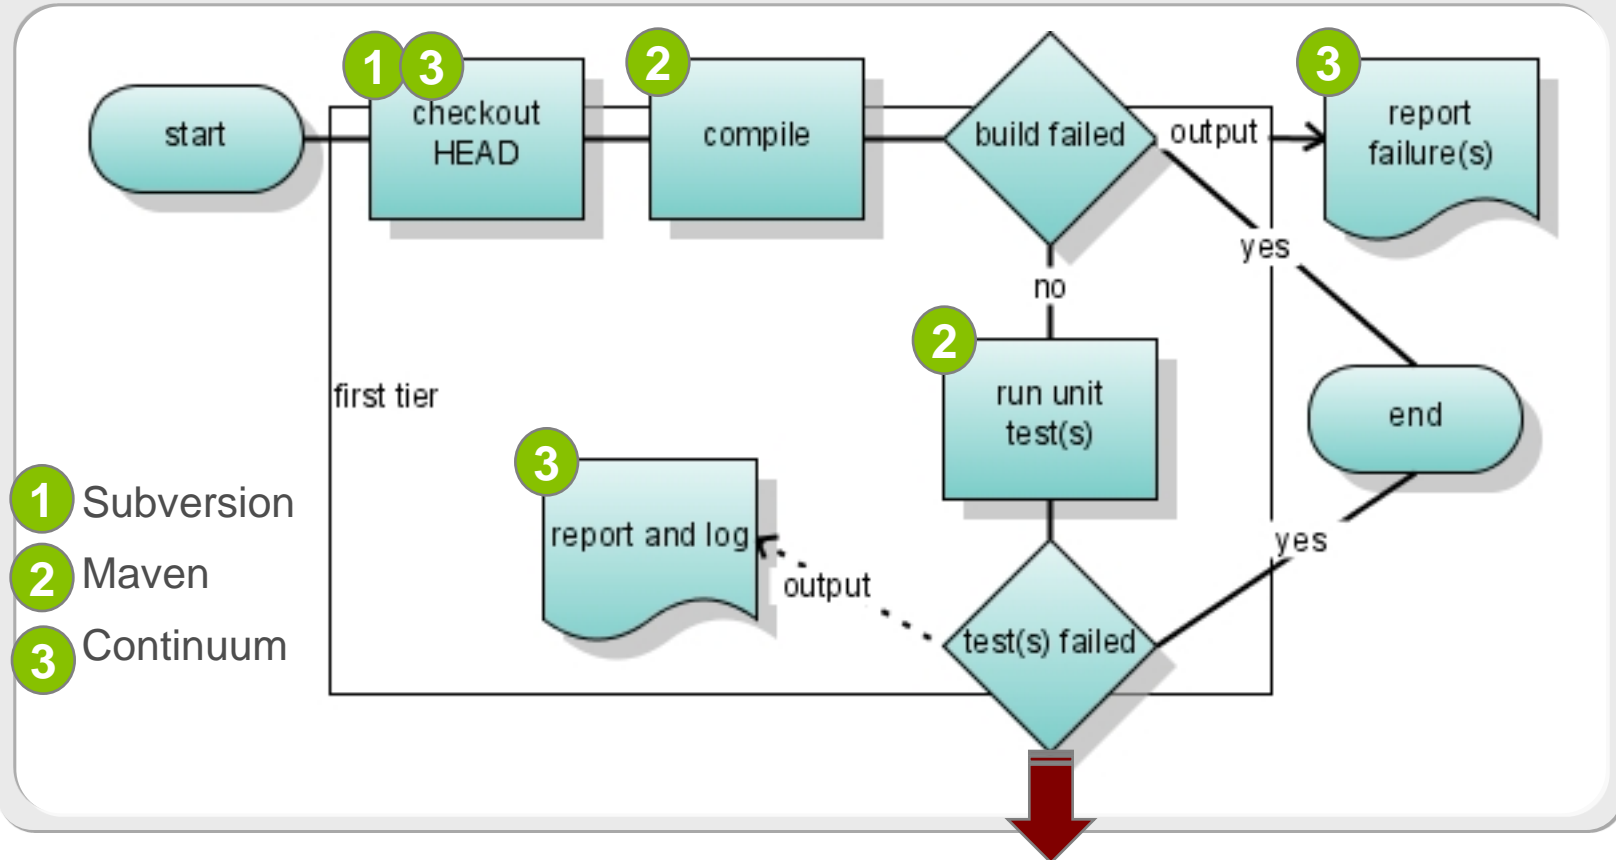 1
3
2
3
start
checkout
HEAD
compile
build failed
output
report
failure(s)
yes
no
2
run unit
test(s)
first tier
end
3
report and log
output
yes
test(s) failed
1 Subversion
2 Maven
3 Continuum